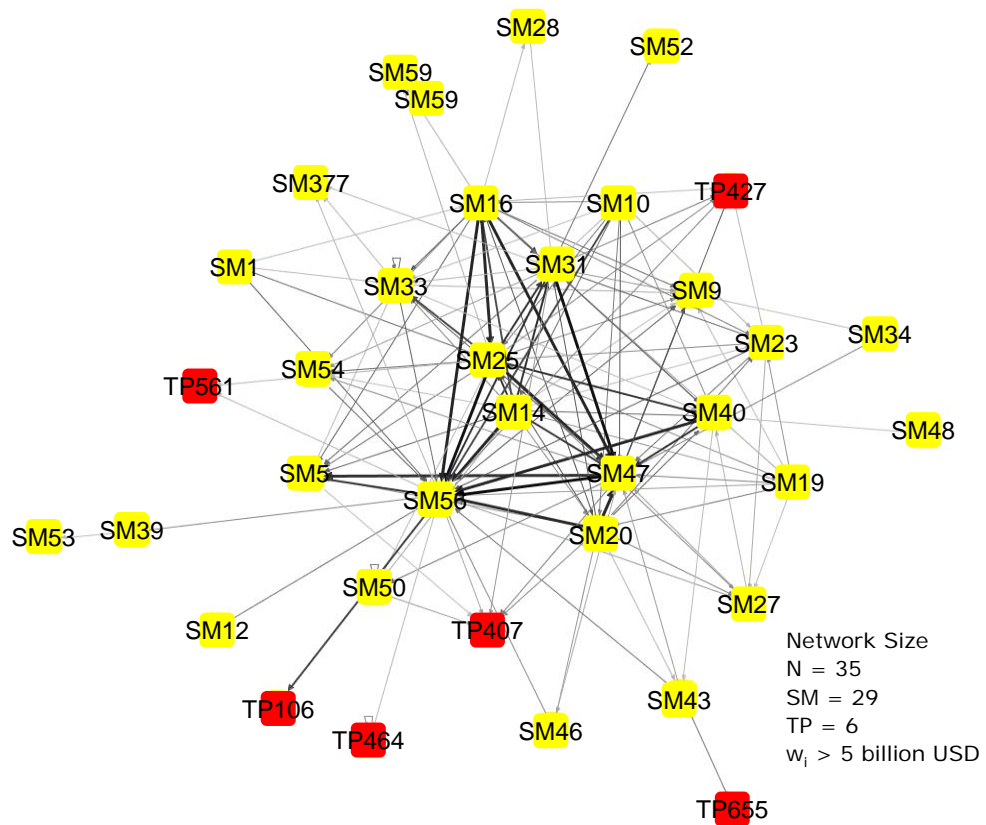 SM28
SM52
SM59
SM59
SM377
TP427
SM16
SM10
SM1
SM31
SM33
SM9
SM34
SM23
SM25
SM54
TP561
SM14
SM40
SM48
SM5
SM47
SM19
SM56
SM53
SM39
SM20
SM50
SM27
SM12
TP407
Network Size
N = 35
SM = 29
TP = 6
wi > 5 billion USD
SM43
TP106
SM46
TP464
TP655